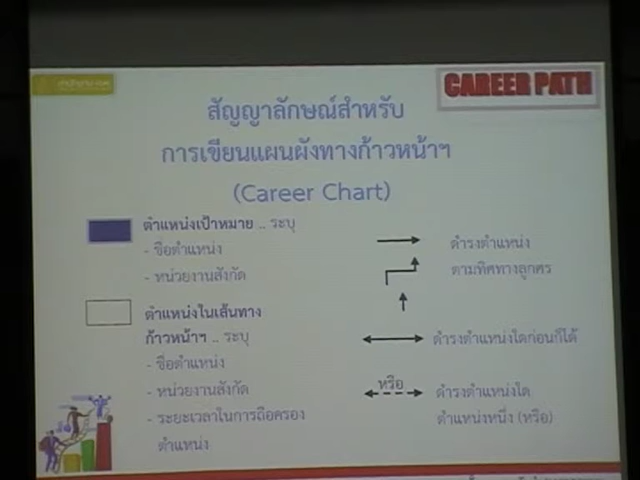 CAREER PATH
สัญญาลักษณ์สำหรับ
การเขียนแผนผังทางก้าวหน้าฯ
(Career Chart)
ตำแหน่งเป้าหมาย .. ระบุ
- ชื่อตำแหน่ง
- หน่วยงานสังกัด
ตำแหน่งในเส้นทาง
ก้าวหน้าฯ .. ระบุ
- ชื่อตำแหน่ง
- หน่วยงานสังกัด
- ระยะเวลาในการถือครอง
ตำแหน่ง
ดำรงตำแหน่ง
ตามทิศทางลูกศร
ดำรงตำแหน่งใดก่อนก็ได้
หรือ
ดำรงตำแหน่งใด
ตำแหน่งหนึ่ง (หรือ)